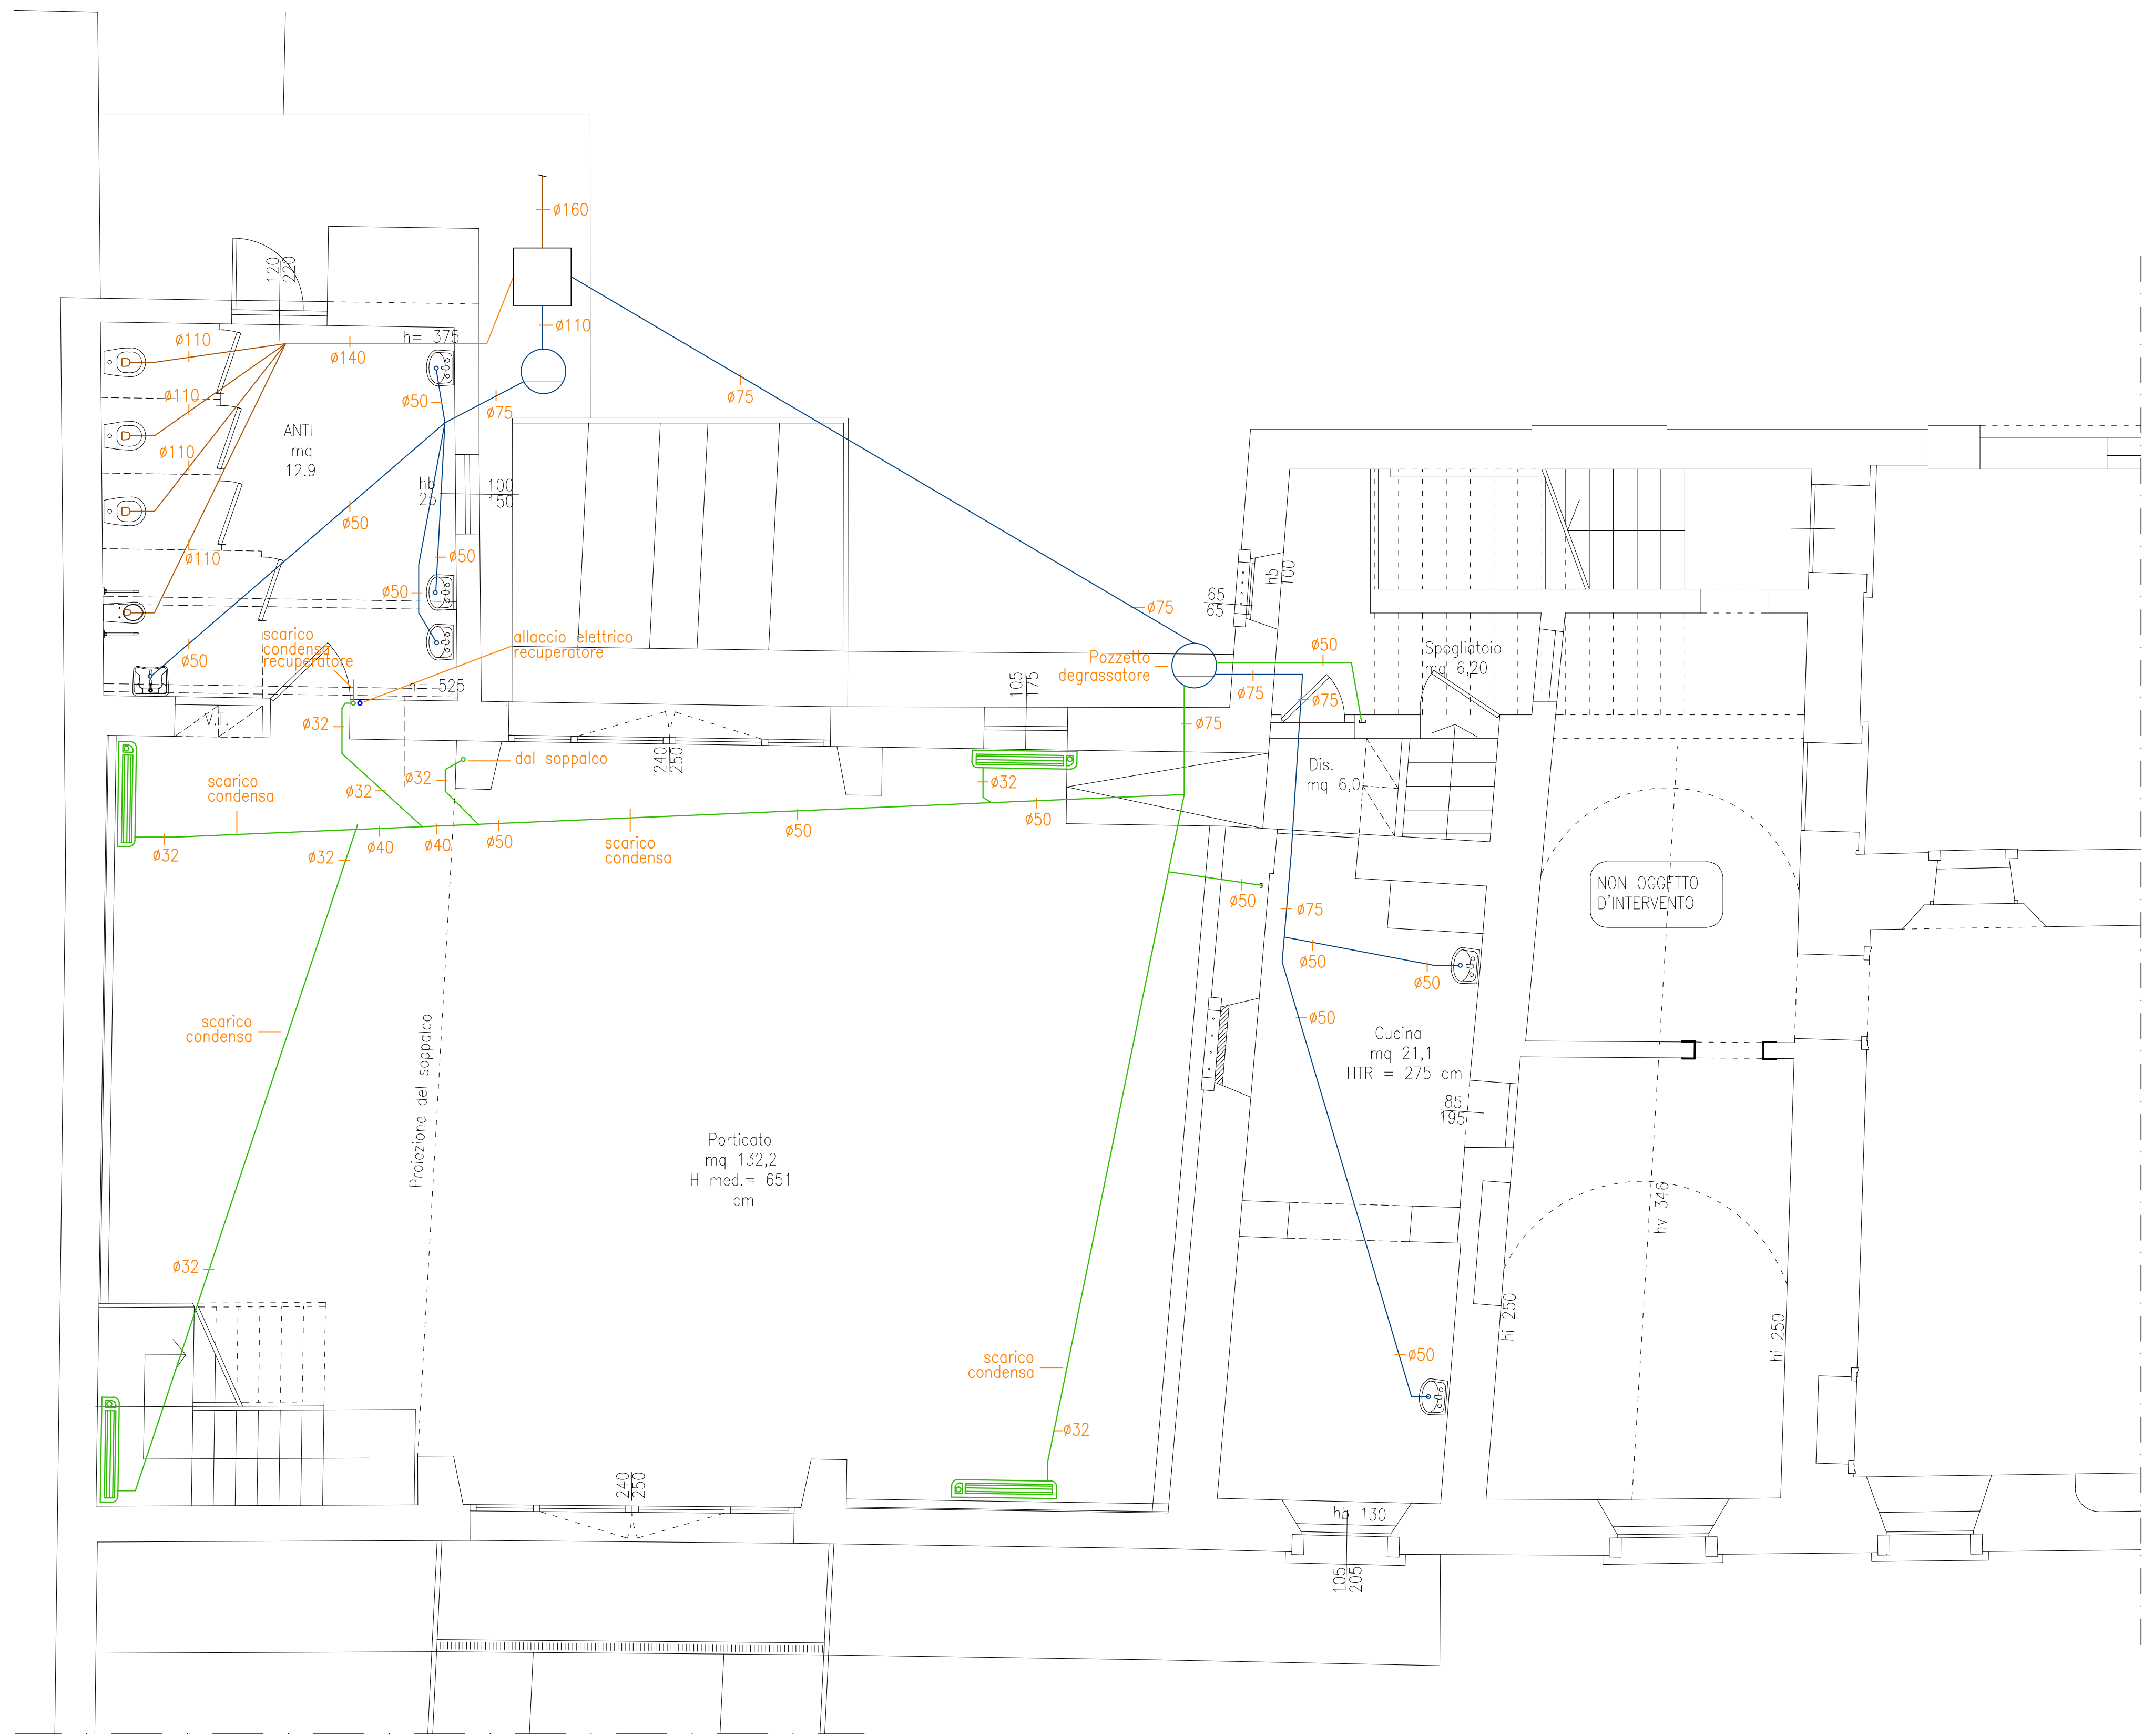 ø160
120
220
ø110
h= 375
ø110
ø140
ø75
ø110
ø50
ø75
ANTI
mq
12.9
ø110
hb
25
100
150
ø50
ø110
ø50
hb
100
65
65
ø50
ø75
scarico
condensa
recuperatore
allaccio elettrico
recuperatore
ø50
ø50
Spogliatoio
mq 6,20
Pozzetto
degrassatore
h= 525
105
175
ø75
ø75
V.T.
ø32
ø75
dal soppalco
240
250
Dis.
mq 6,0
scarico
condensa
ø32
ø32
ø32
ø50
ø50
ø32
ø32
ø40
ø40
ø50
scarico
condensa
NON OGGETTO
D'INTERVENTO
ø50
ø75
ø50
ø50
scarico
condensa
ø50
Proiezione del soppalco
Cucina
mq 21,1
HTR = 275 cm
85
195
Porticato
mq 132,2
H med.= 651
cm
hv 346
ø32
hi 250
hi 250
scarico
condensa
ø50
ø32
240
250
hb 130
105
205